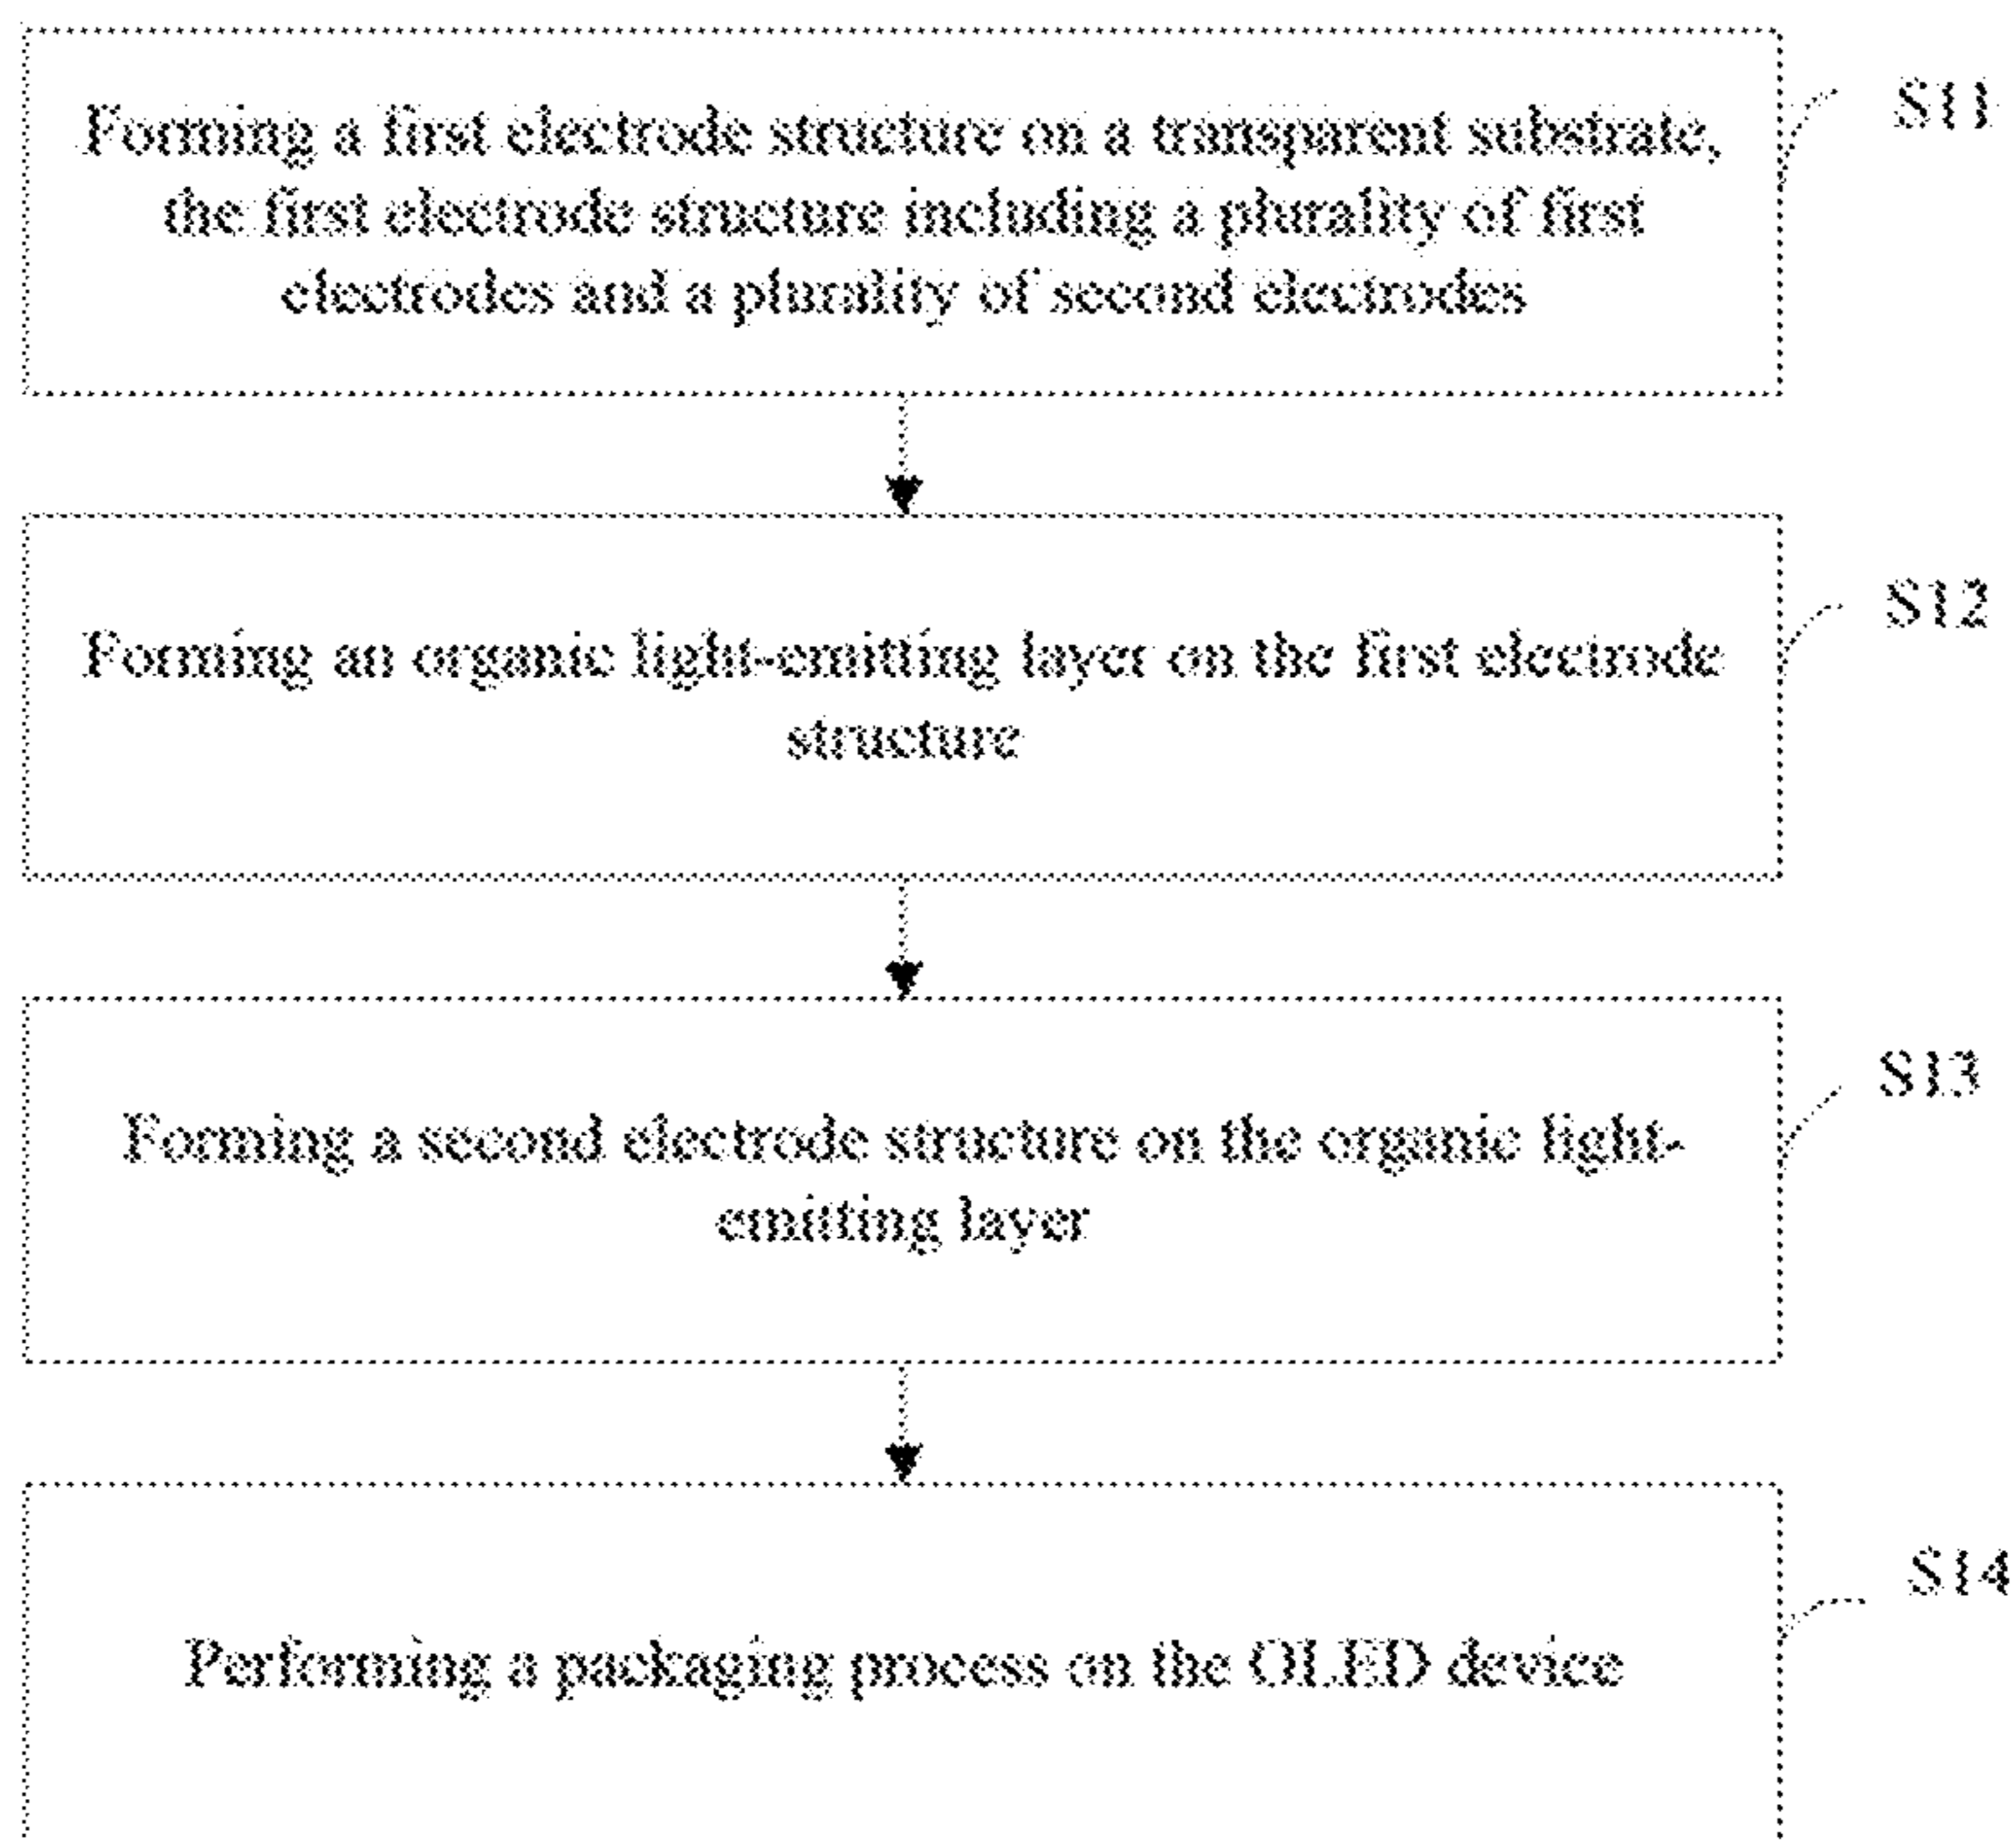 Forming a first electrode structure on a transparent substrate,
the first electrode structure including a plurality of first
electrodes and a plurality of second electrodes
S11
Forming an organic light-emitting layer on the first electrode
structure
S12
Forming a second electrode structure on the organic light-
emitting layer
S13
Performing a packaging process on the OLED device
S14